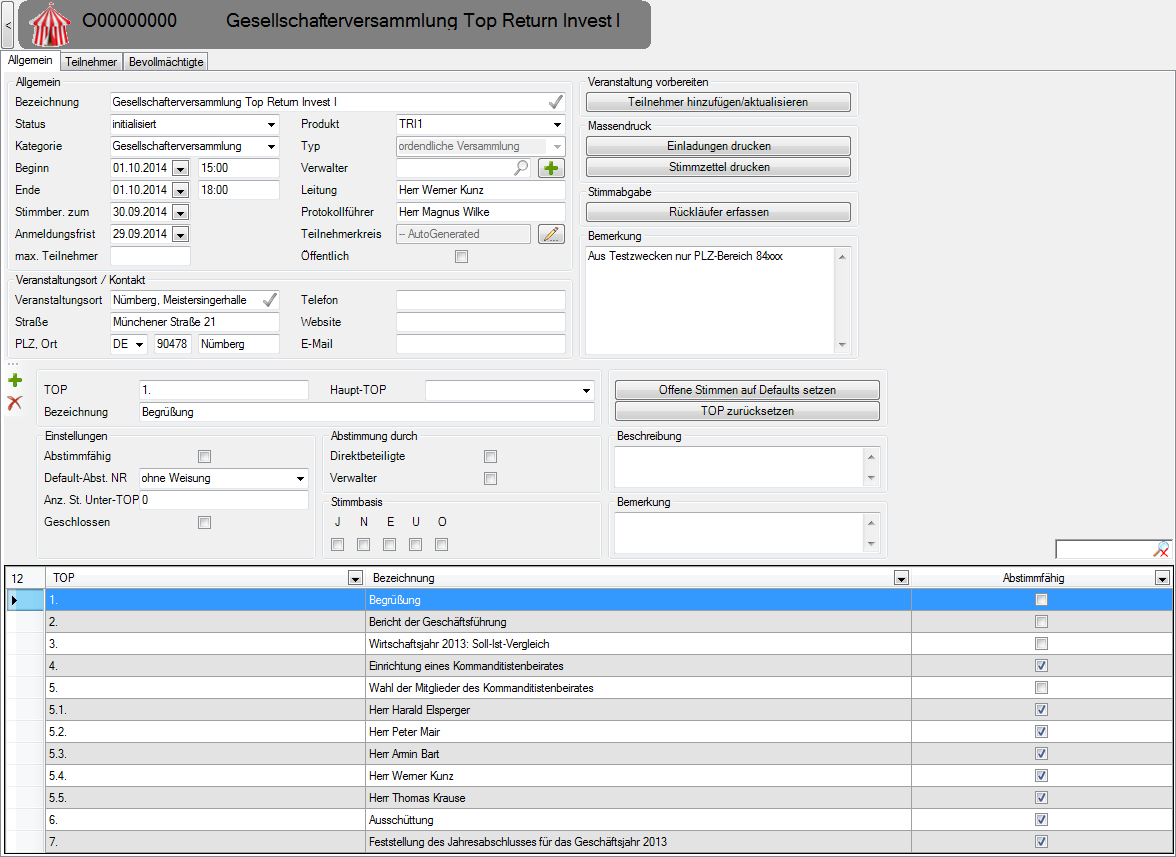 <
O00000000 Gesellschafterversammlung Top Return Invest I
Allgemein Teilnehmer Bevollmächtigte
Allgemein
Bezeichnung Gesellschafterversammlung Top Return Invest I
Status initialisiert Produkt TRI1
Kategorie Gesellschafterversammlung Typ ordendliche Versammlung
Beginn 01.10.2014 15:00 Verwalter
Ende 01.10.2014 18:00 Leitung Herr Werner Kunz
Stimmber. zum 30.09.2014 Protokollführer Herr Magnus Wilke
Anmeldungsfrist 29.09.2014 Teilnehmerkreis -- AutoGenerated
max. Teilnehmer Öffentlich
Veranstaltungsort / Kontakt
Veranstaltungsort Nürnberg, Meistersingerhalle Telefon
Straße Münchener Straße 21 Website
PLZ, Ort DE 90478 Nürnberg E-Mail
Veranstaltung vorbereiten
Teilnehmer hinzufügen/aktualisieren
Massendruck
Einladungen drucken
Stimmzettel drucken
Stimmabgabe
Rückläufer erfassen
Bemerkung
Aus Testzwecken nur PLZ-Bereich 84xxx
TOP 1. Haupt-TOP
Bezeichnung Begrüßung
Offene Stimmen auf Defaults setzen
TOP zurücksetzen
Einstellungen
Abstimmfähig
Default-Abst. NR ohne Weisung
Anz. St. Unter-TOP 0
Geschlossen
Abstimmung durch
Direktbeteiligte
Verwalter
Stimmbasis
J N E U O
Beschreibung
Bemerkung
12 TOP Bezeichnung Abstimmfähig
1. Begrüßung
2. Bericht der Geschäftsführung
3. Wirtschaftsjahr 2013: Soll-Ist-Vergleich
4. Einrichtung eines Kommanditistenbeirates
5. Wahl der Mitglieder des Kommanditistenbeirates
5.1. Herr Harald Elsperger
5.2. Herr Peter Mair
5.3. Herr Armin Bart
5.4. Herr Werner Kunz
5.5. Herr Thomas Krause
6. Ausschüttung
7. Feststellung des Jahresabschlusses für das Geschäftsjahr 2013